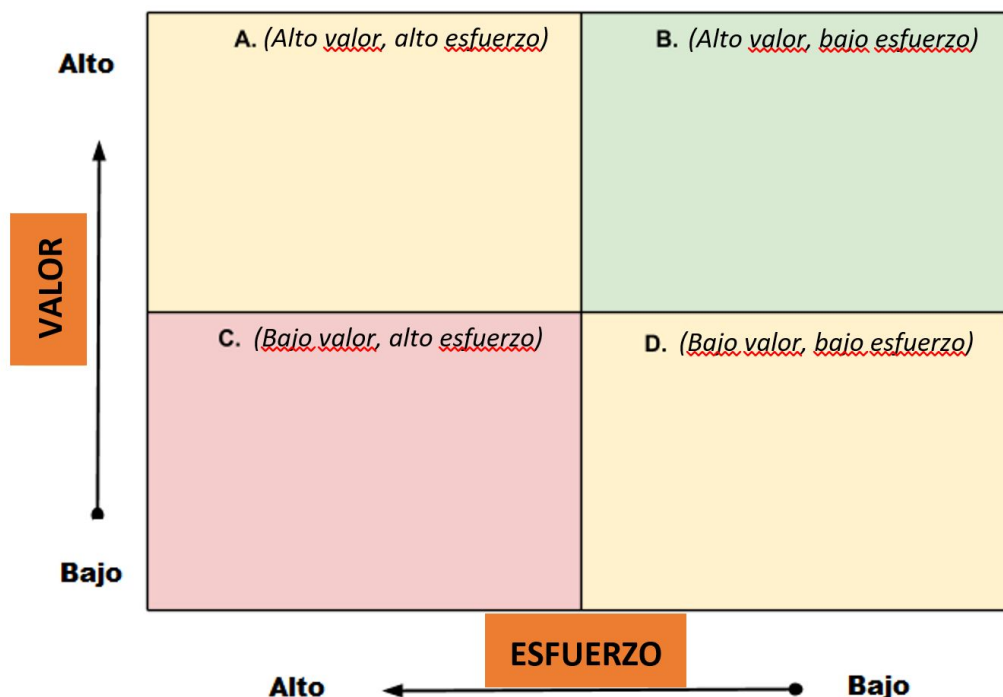 A. (Alto valor, alto esfuerzo)
B. (Alto valor, bajo esfuerzo)
Alto
VALOR
C. (Bajo valor, alto esfuerzo)
D. (Bajo valor, bajo esfuerzo)
Bajo
ESFUERZO
Alto
Bajo